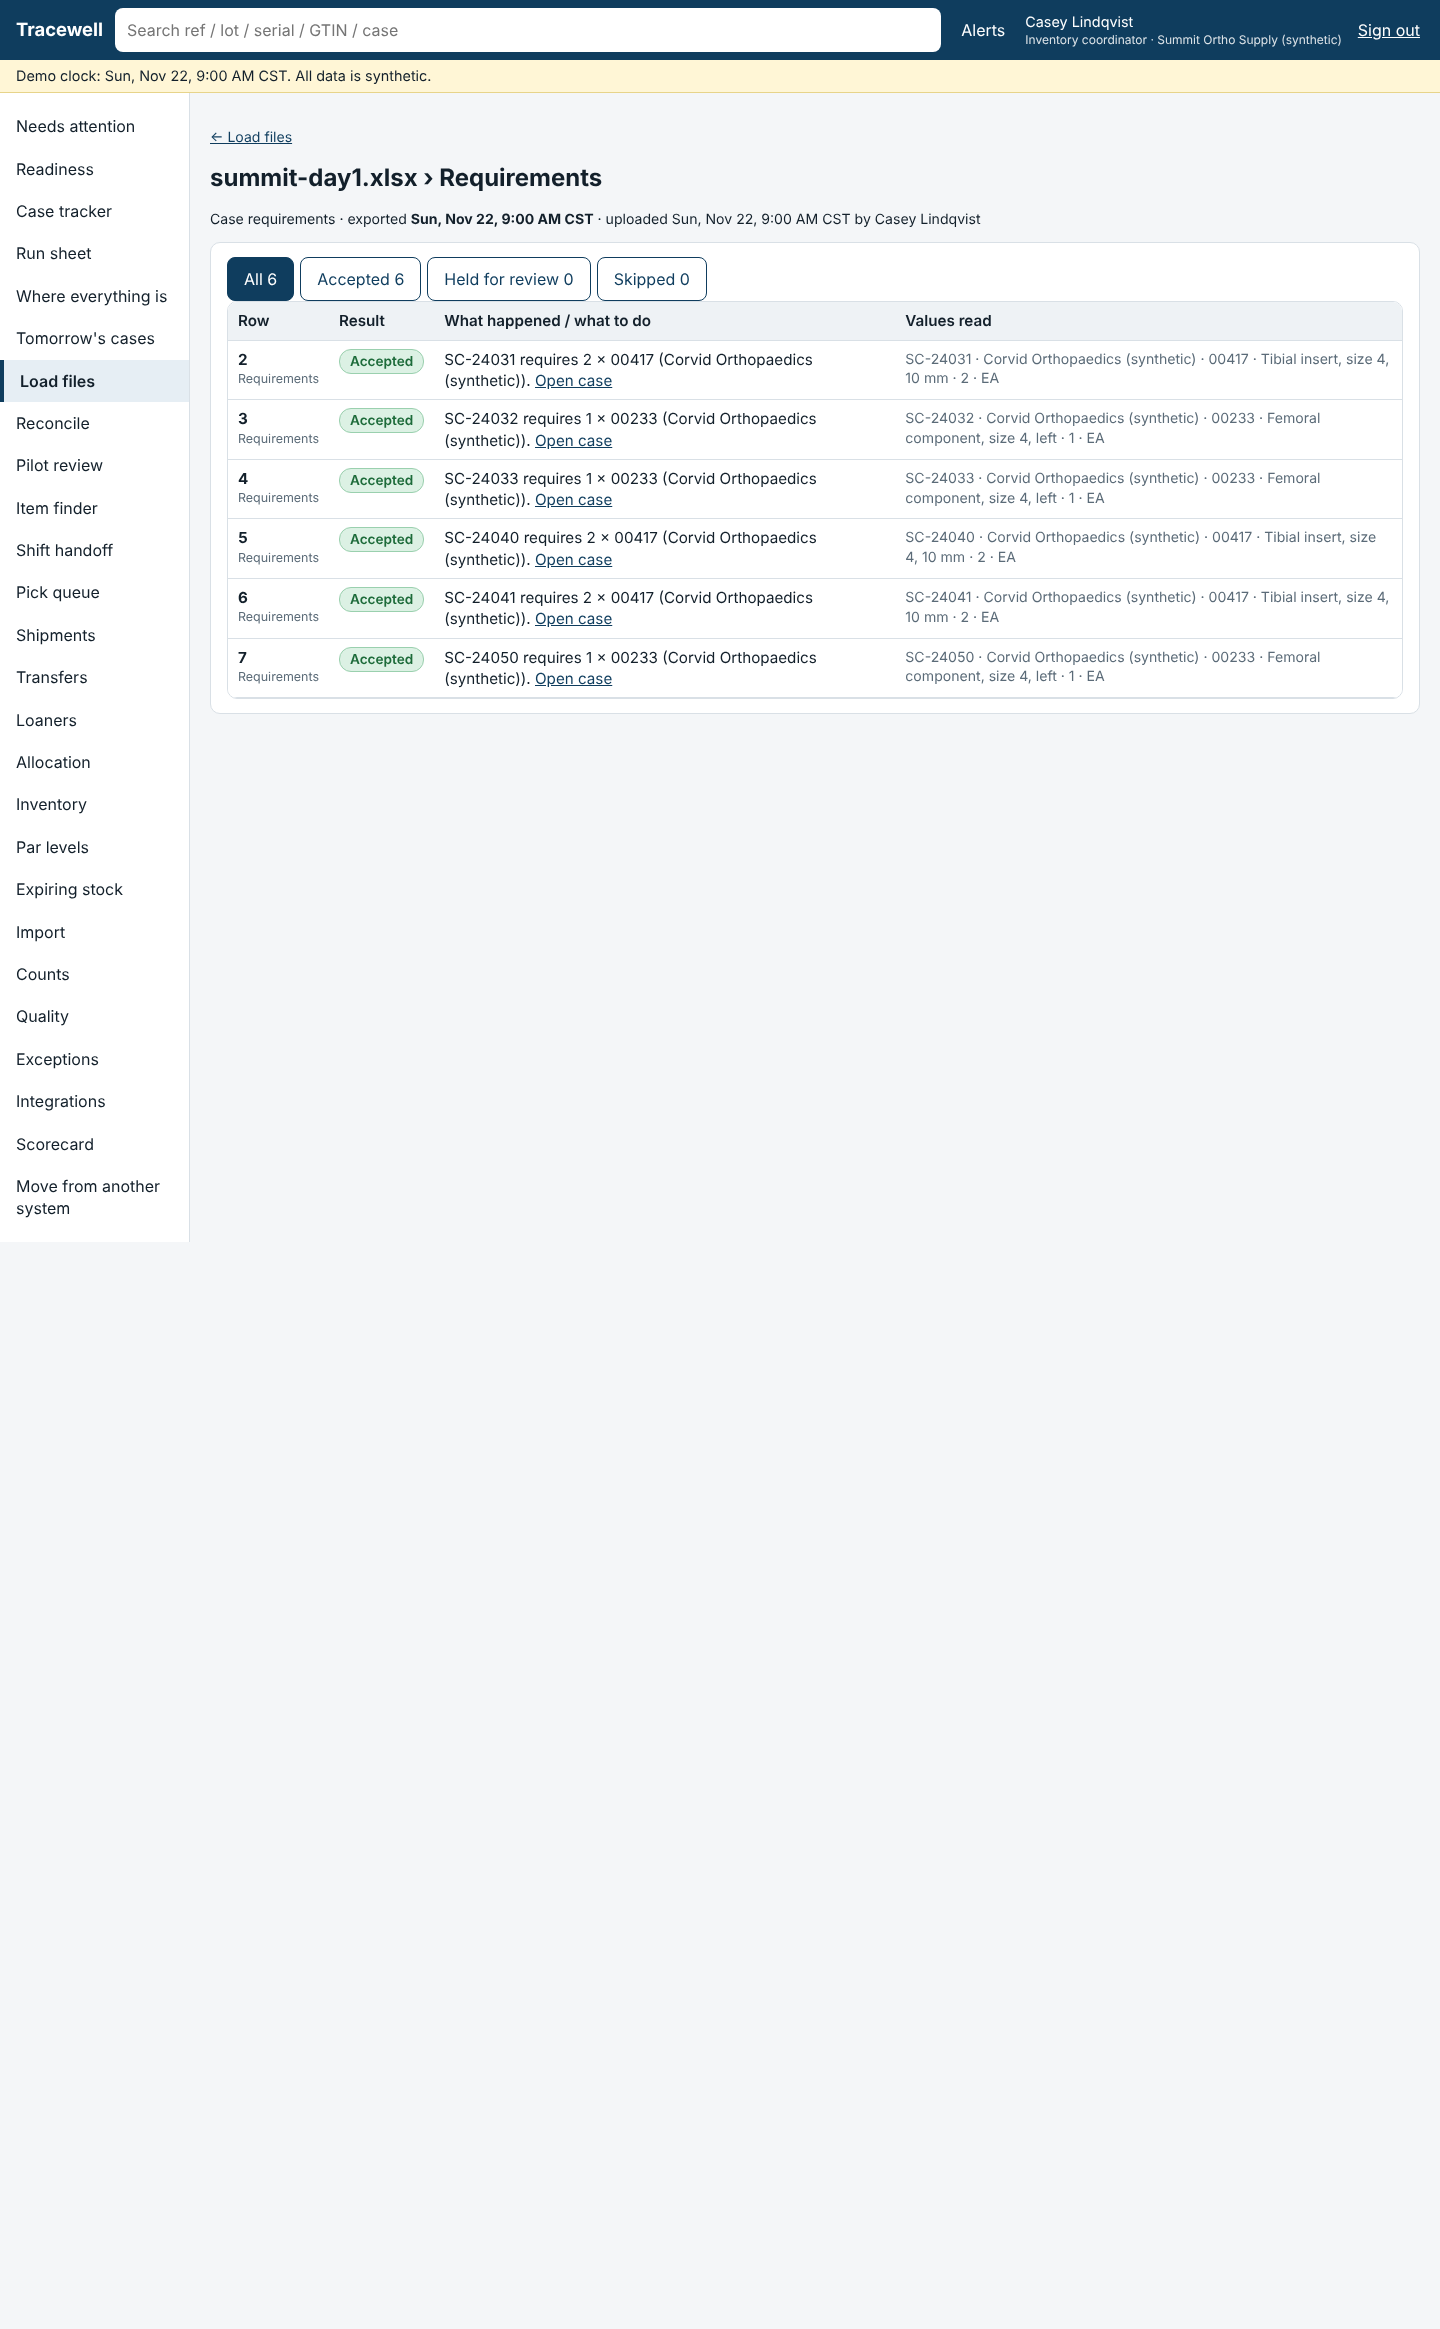 Tracewell
Search ref / lot / serial / GTIN / case
Alerts
Casey Lindqvist
Inventory coordinator · Summit Ortho Supply (synthetic)
Sign out
Demo clock: Sun, Nov 22, 9:00 AM CST. All data is synthetic.
Needs attention
Readiness
Case tracker
Run sheet
Where everything is
Tomorrow's cases
Load files
Reconcile
Pilot review
Item finder
Shift handoff
Pick queue
Shipments
Transfers
Loaners
Allocation
Inventory
Par levels
Expiring stock
Import
Counts
Quality
Exceptions
Integrations
Scorecard
Move from another
system
← Load files
summit-day1.xlsx › Requirements
Case requirements · exported Sun, Nov 22, 9:00 AM CST · uploaded Sun, Nov 22, 9:00 AM CST by Casey Lindqvist
All 6
Accepted 6
Held for review 0
Skipped 0
Row
Result
What happened / what to do
Values read
2
Requirements
Accepted
SC-24031 requires 2 × 00417 (Corvid Orthopaedics
(synthetic)). Open case
SC-24031 · Corvid Orthopaedics (synthetic) · 00417 · Tibial insert, size 4,
10 mm · 2 · EA
3
Requirements
Accepted
SC-24032 requires 1 × 00233 (Corvid Orthopaedics
(synthetic)). Open case
SC-24032 · Corvid Orthopaedics (synthetic) · 00233 · Femoral
component, size 4, left · 1 · EA
4
Requirements
Accepted
SC-24033 requires 1 × 00233 (Corvid Orthopaedics
(synthetic)). Open case
SC-24033 · Corvid Orthopaedics (synthetic) · 00233 · Femoral
component, size 4, left · 1 · EA
5
Requirements
Accepted
SC-24040 requires 2 × 00417 (Corvid Orthopaedics
(synthetic)). Open case
SC-24040 · Corvid Orthopaedics (synthetic) · 00417 · Tibial insert, size
4, 10 mm · 2 · EA
6
Requirements
Accepted
SC-24041 requires 2 × 00417 (Corvid Orthopaedics
(synthetic)). Open case
SC-24041 · Corvid Orthopaedics (synthetic) · 00417 · Tibial insert, size 4,
10 mm · 2 · EA
7
Requirements
Accepted
SC-24050 requires 1 × 00233 (Corvid Orthopaedics
(synthetic)). Open case
SC-24050 · Corvid Orthopaedics (synthetic) · 00233 · Femoral
component, size 4, left · 1 · EA